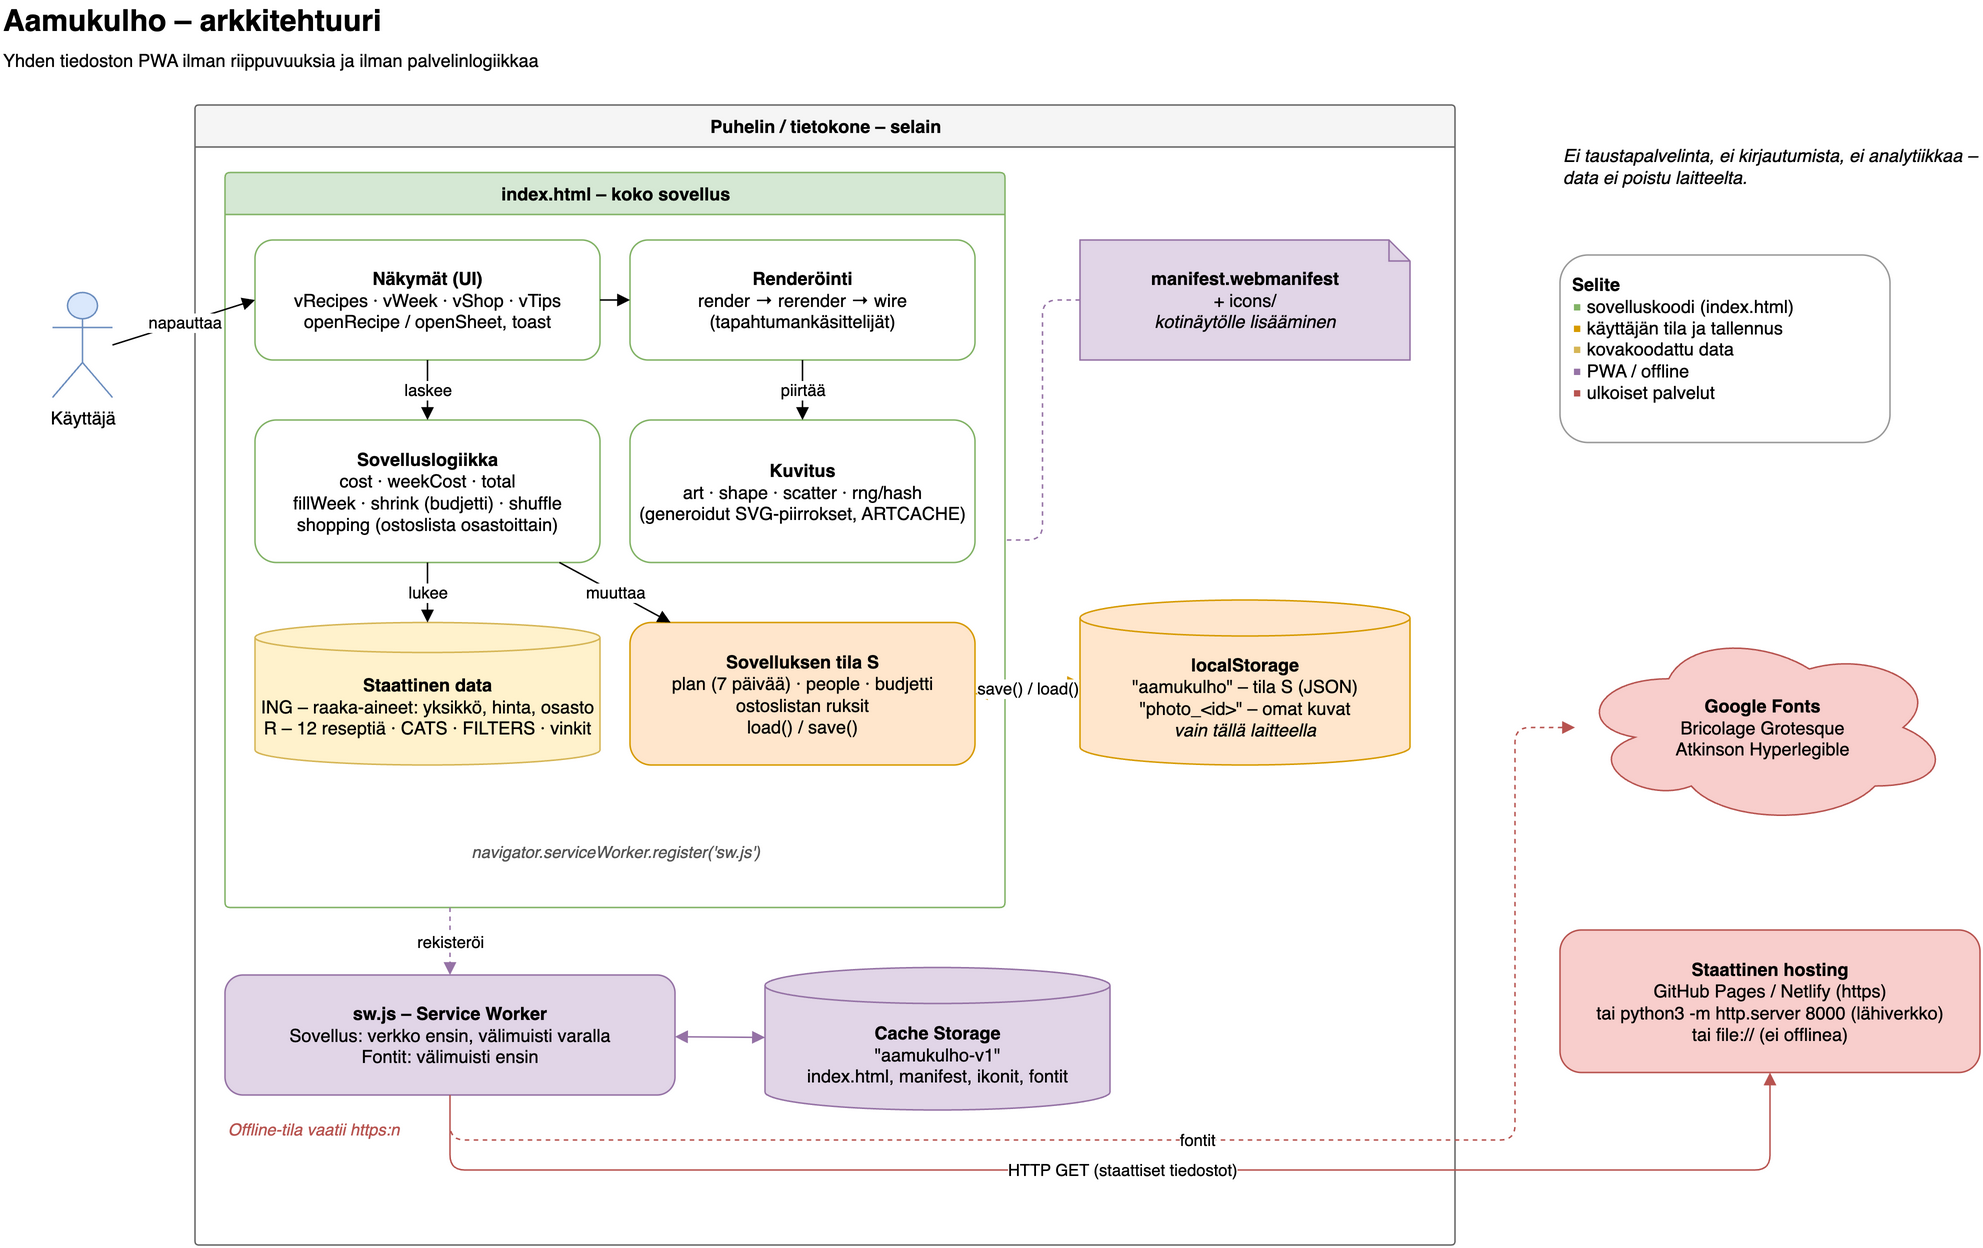 Aamukulho – arkkitehtuuri
Yhden tiedoston PWA ilman riippuvuuksia ja ilman palvelinlogiikkaa
Puhelin / tietokone – selain
Ei taustapalvelinta, ei kirjautumista, ei analytiikkaa –
data ei poistu laitteelta.
index.html – koko sovellus
Käyttäjä
napauttaa
Näkymät (UI)
vRecipes · vWeek · vShop · vTips
openRecipe / openSheet, toast
Renderöinti
render → rerender → wire
(tapahtumankäsittelijät)
manifest.webmanifest
+ icons/
kotinäytölle lisääminen
Selite
sovelluskoodi (index.html)
käyttäjän tila ja tallennus
kovakoodattu data
PWA / offline
ulkoiset palvelut
laskee
piirtää
Sovelluslogiikka
cost · weekCost · total
fillWeek · shrink (budjetti) · shuffle
shopping (ostoslista osastoittain)
Kuvitus
art · shape · scatter · rng/hash
(generoidut SVG-piirrokset, ARTCACHE)
lukee
muuttaa
Staattinen data
ING – raaka-aineet: yksikkö, hinta, osasto
R – 12 reseptiä · CATS · FILTERS · vinkit
Sovelluksen tila S
plan (7 päivää) · people · budjetti
ostoslistan ruksit
load() / save()
save() / load()
localStorage
"aamukulho" – tila S (JSON)
"photo_<id>" – omat kuvat
vain tällä laitteella
Google Fonts
Bricolage Grotesque
Atkinson Hyperlegible
navigator.serviceWorker.register('sw.js')
rekisteröi
sw.js – Service Worker
Sovellus: verkko ensin, välimuisti varalla
Fontit: välimuisti ensin
Cache Storage
"aamukulho-v1"
index.html, manifest, ikonit, fontit
Staattinen hosting
GitHub Pages / Netlify (https)
tai python3 -m http.server 8000 (lähiverkko)
tai file:// (ei offlinea)
Offline-tila vaatii https:n
fontit
HTTP GET (staattiset tiedostot)